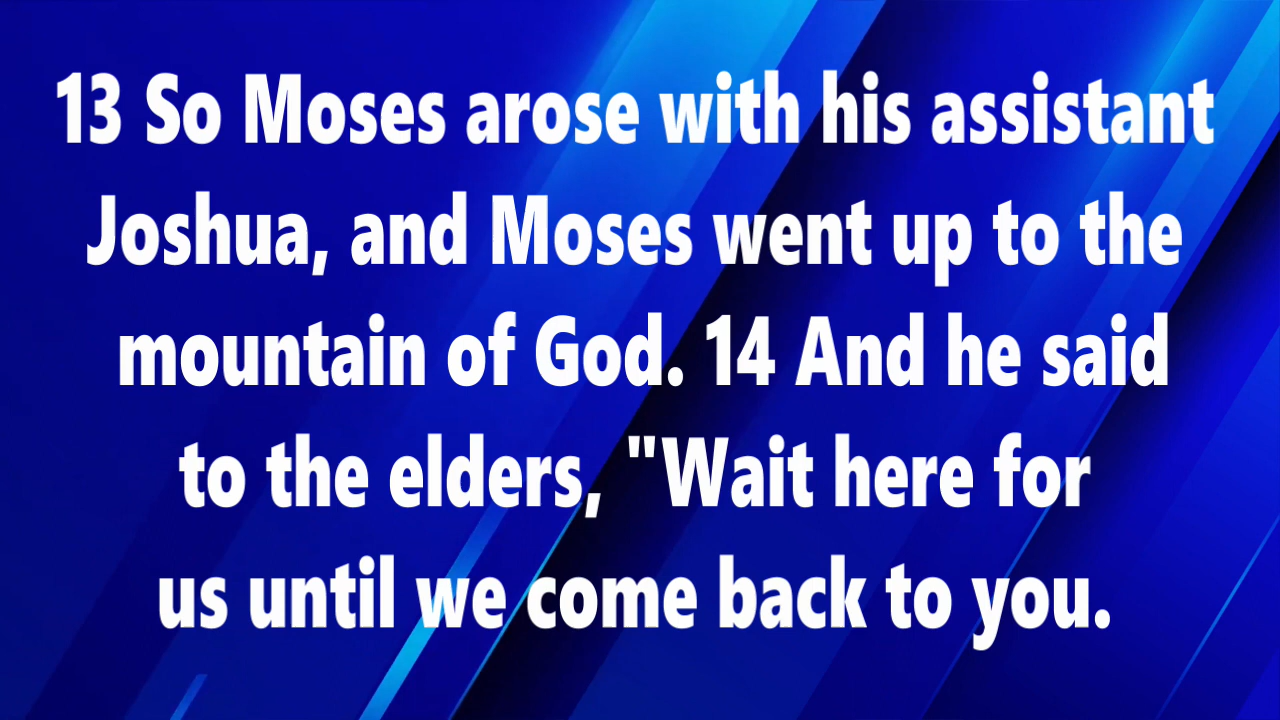 13 So Moses arose with his assistant
Joshua, and Moses went up to the
mountain of God. 14 And he said
to the elders, "Wait here for
us until we come back to you.